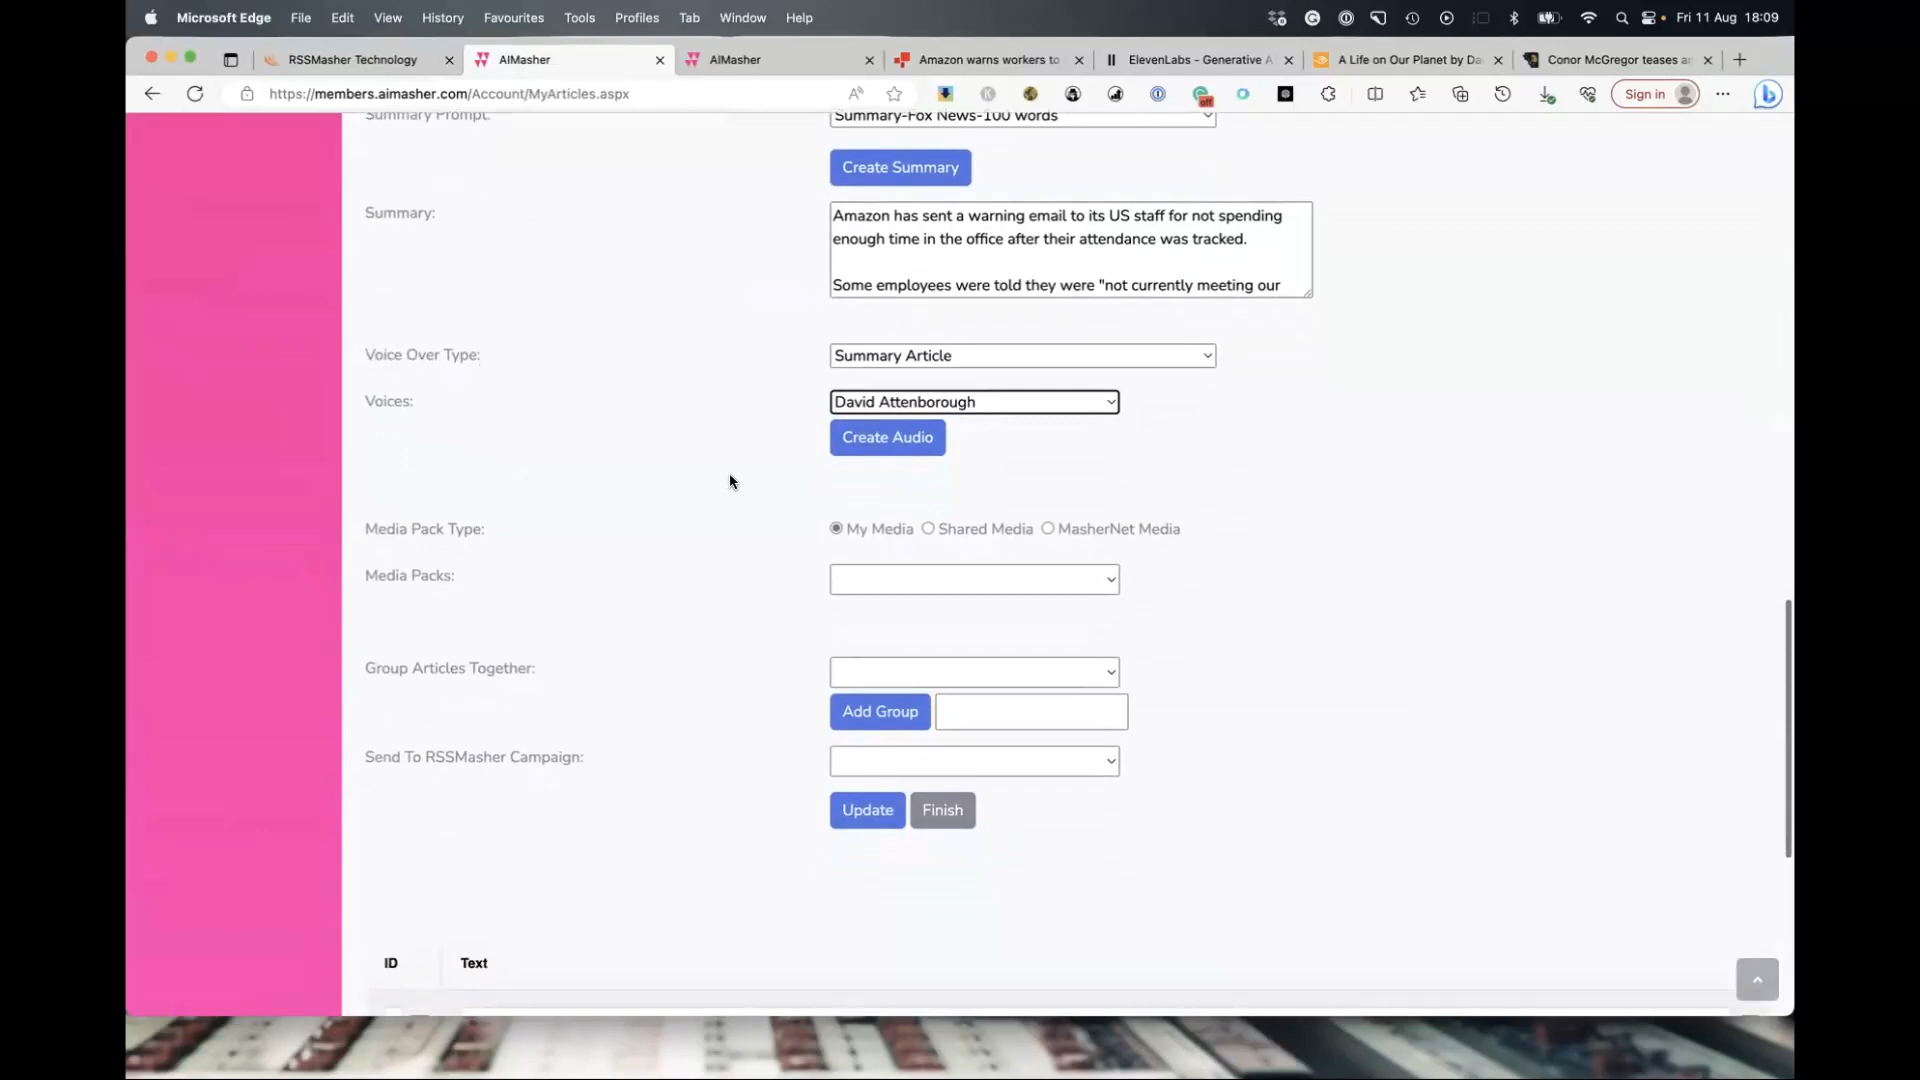 Microsoft Edge File Edit View History Favourites Tools Profiles Tab Window Help Fri 11 Aug 18:09
RSSMasher Technology AIMasher AIMasher Amazon warns workers to ElevenLabs - Generative A A Life on Our Planet by Da Conor McGregor teases a
https://members.aimasher.com/Account/MyArticles.aspx off Sign in
Summary Prompt: Summary-Fox News-100 words
Create Summary
Summary: Amazon has sent a warning email to its US staff for not spending
enough time in the office after their attendance was tracked.
Some employees were told they were "not currently meeting our
Voice Over Type: Summary Article
Voices: David Attenborough
Create Audio
Media Pack Type: My Media Shared Media MasherNet Media
Media Packs:
Group Articles Together:
Add Group
Send To RSSMasher Campaign:
Update Finish
ID Text